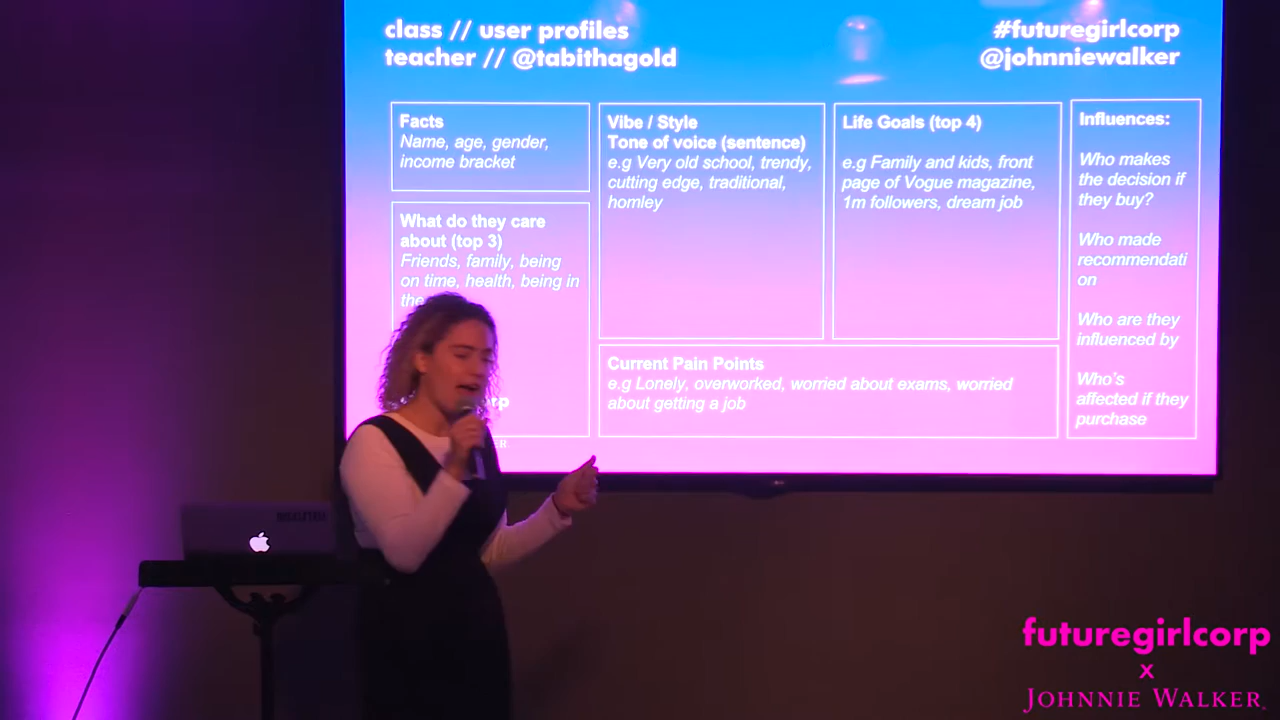 class // user profiles
teacher // @tabithagold
#futuregirlcorp
@johnniewalker
Facts
Name, age, gender,
income bracket
What do they care
about (top 3)
Friends, family, being
on time, health, being in
the
rp
ER
Vibe / Style
Tone of voice (sentence)
e.g Very old school, trendy,
cutting edge, traditional,
homley
Life Goals (top 4)
e.g Family and kids, front
page of Vogue magazine,
1m followers, dream job
Current Pain Points
e.g Lonely, overworked, worried about exams, worried
about getting a job
Influences:
Who makes
the decision if
they buy?
Who made
recommendati
on
Who are they
influenced by
Who's
affected if they
purchase
futuregirlcorp
x
JOHNNIE WALKER.